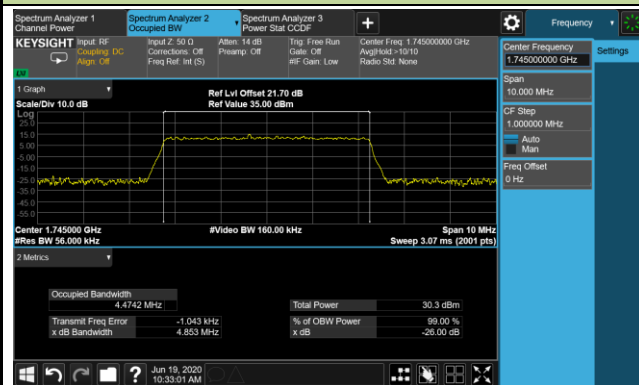 Spectrum Analyzer 1
Channel Power
Spectrum Analyzer 2
Occupied BW
Spectrum Analyzer 3
Power Stat CCDF
+
Frequency
KEYSIGHT
Input: RF
Coupling: DC
Align: Off
Input Z: 50 Ω
Corrections: Off
Freq Ref: Int (S)
Atten: 14 dB
Preamp: Off
Trig: Free Run
Gate: Off
#IF Gain: Low
Center Freq: 1.745000000 GHz
Avg|Hold:>10/10
Radio Std: None
LM
Center Frequency
1.745000000 GHz
Settings
Span
10.000 MHz
CF Step
1.000000 MHz
Auto
Man
Freq Offset
0 Hz
1 Graph
Scale/Div 10.0 dB
Ref Lvl Offset 21.70 dB
Ref Value 35.00 dBm
Log
25.0
15.0
5.00
-5.00
-15.0
-25.0
-35.0
-45.0
-55.0
Center 1.745000 GHz
#Res BW 56.000 kHz
#Video BW 160.00 kHz
Span 10 MHz
Sweep 3.07 ms (2001 pts)
2 Metrics
Occupied Bandwidth
4.4742 MHz
Transmit Freq Error -1.043 kHz
x dB Bandwidth 4.853 MHz
Total Power 30.3 dBm
% of OBW Power 99.00 %
x dB -26.00 dB
?
Jun 19, 2020
10:33:01 AM